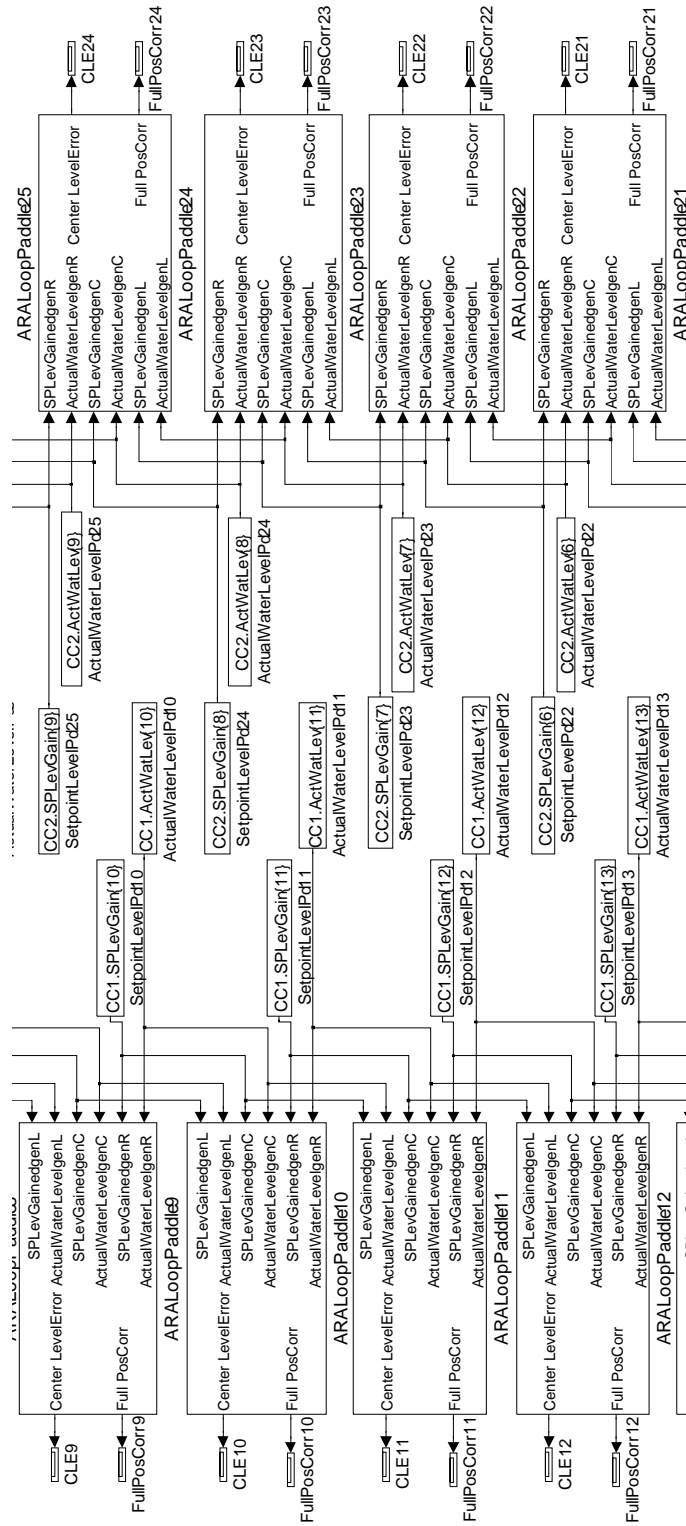 ARALoopPaddle25
SPLevGainedgenR
ActualWaterLevelgenR
SPLevGainedgenC
ActualWaterLevelgenC
SPLevGainedgenL
ActualWaterLevelgenL
Center LevelError
Full PosCorr
CLE24
FullPosCorr24
ARALoopPaddle24
SPLevGainedgenR
ActualWaterLevelgenR
SPLevGainedgenC
ActualWaterLevelgenC
SPLevGainedgenL
ActualWaterLevelgenL
Center LevelError
Full PosCorr
CLE23
FullPosCorr23
ARALoopPaddle23
SPLevGainedgenR
ActualWaterLevelgenR
SPLevGainedgenC
ActualWaterLevelgenC
SPLevGainedgenL
ActualWaterLevelgenL
Center LevelError
Full PosCorr
CLE22
FullPosCorr22
ARALoopPaddle22
SPLevGainedgenR
ActualWaterLevelgenR
SPLevGainedgenC
ActualWaterLevelgenC
SPLevGainedgenL
ActualWaterLevelgenL
Center LevelError
Full PosCorr
CLE21
FullPosCorr21
ARALoopPaddle21
CC2.ActWatLev{9}
ActualWaterLevelPd25
CC2.ActWatLev{8}
ActualWaterLevelPd24
CC2.ActWatLev{7}
ActualWaterLevelPd23
CC2.ActWatLev{6}
ActualWaterLevelPd22
CC2.SPLevGain{9}
SetpointLevelPd25
CC1.ActWatLev{10}
ActualWaterLevelPd10
CC2.SPLevGain{8}
SetpointLevelPd24
CC1.ActWatLev{11}
ActualWaterLevelPd11
CC2.SPLevGain{7}
SetpointLevelPd23
CC1.ActWatLev{12}
ActualWaterLevelPd12
CC2.SPLevGain{6}
SetpointLevelPd22
CC1.ActWatLev{13}
ActualWaterLevelPd13
CC1.SPLevGain{10}
SetpointLevelPd10
CC1.SPLevGain{11}
SetpointLevelPd11
CC1.SPLevGain{12}
SetpointLevelPd12
CC1.SPLevGain{13}
SetpointLevelPd13
SPLevGainedgenL
ActualWaterLevelgenL
SPLevGainedgenC
ActualWaterLevelgenC
SPLevGainedgenR
ActualWaterLevelgenR
Center LevelError
Full PosCorr
CLE9
FullPosCorr9
ARALoopPaddle9
SPLevGainedgenL
ActualWaterLevelgenL
SPLevGainedgenC
ActualWaterLevelgenC
SPLevGainedgenR
ActualWaterLevelgenR
Center LevelError
Full PosCorr
CLE10
FullPosCorr10
ARALoopPaddle10
SPLevGainedgenL
ActualWaterLevelgenL
SPLevGainedgenC
ActualWaterLevelgenC
SPLevGainedgenR
ActualWaterLevelgenR
Center LevelError
Full PosCorr
CLE11
FullPosCorr11
ARALoopPaddle11
SPLevGainedgenL
ActualWaterLevelgenL
SPLevGainedgenC
ActualWaterLevelgenC
SPLevGainedgenR
ActualWaterLevelgenR
Center LevelError
Full PosCorr
CLE12
FullPosCorr12
ARALoopPaddle12